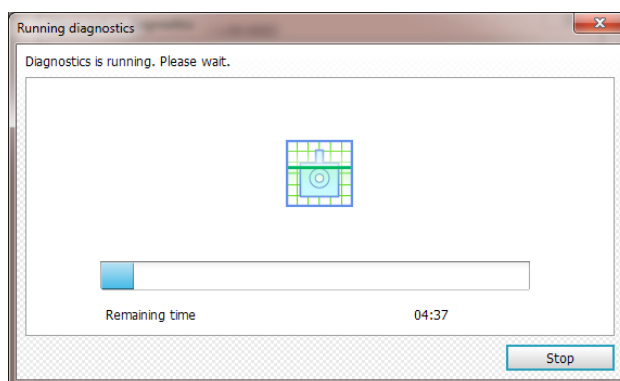 Running diagnostics
Diagnostics is running. Please wait.
Remaining time 04:37
Stop